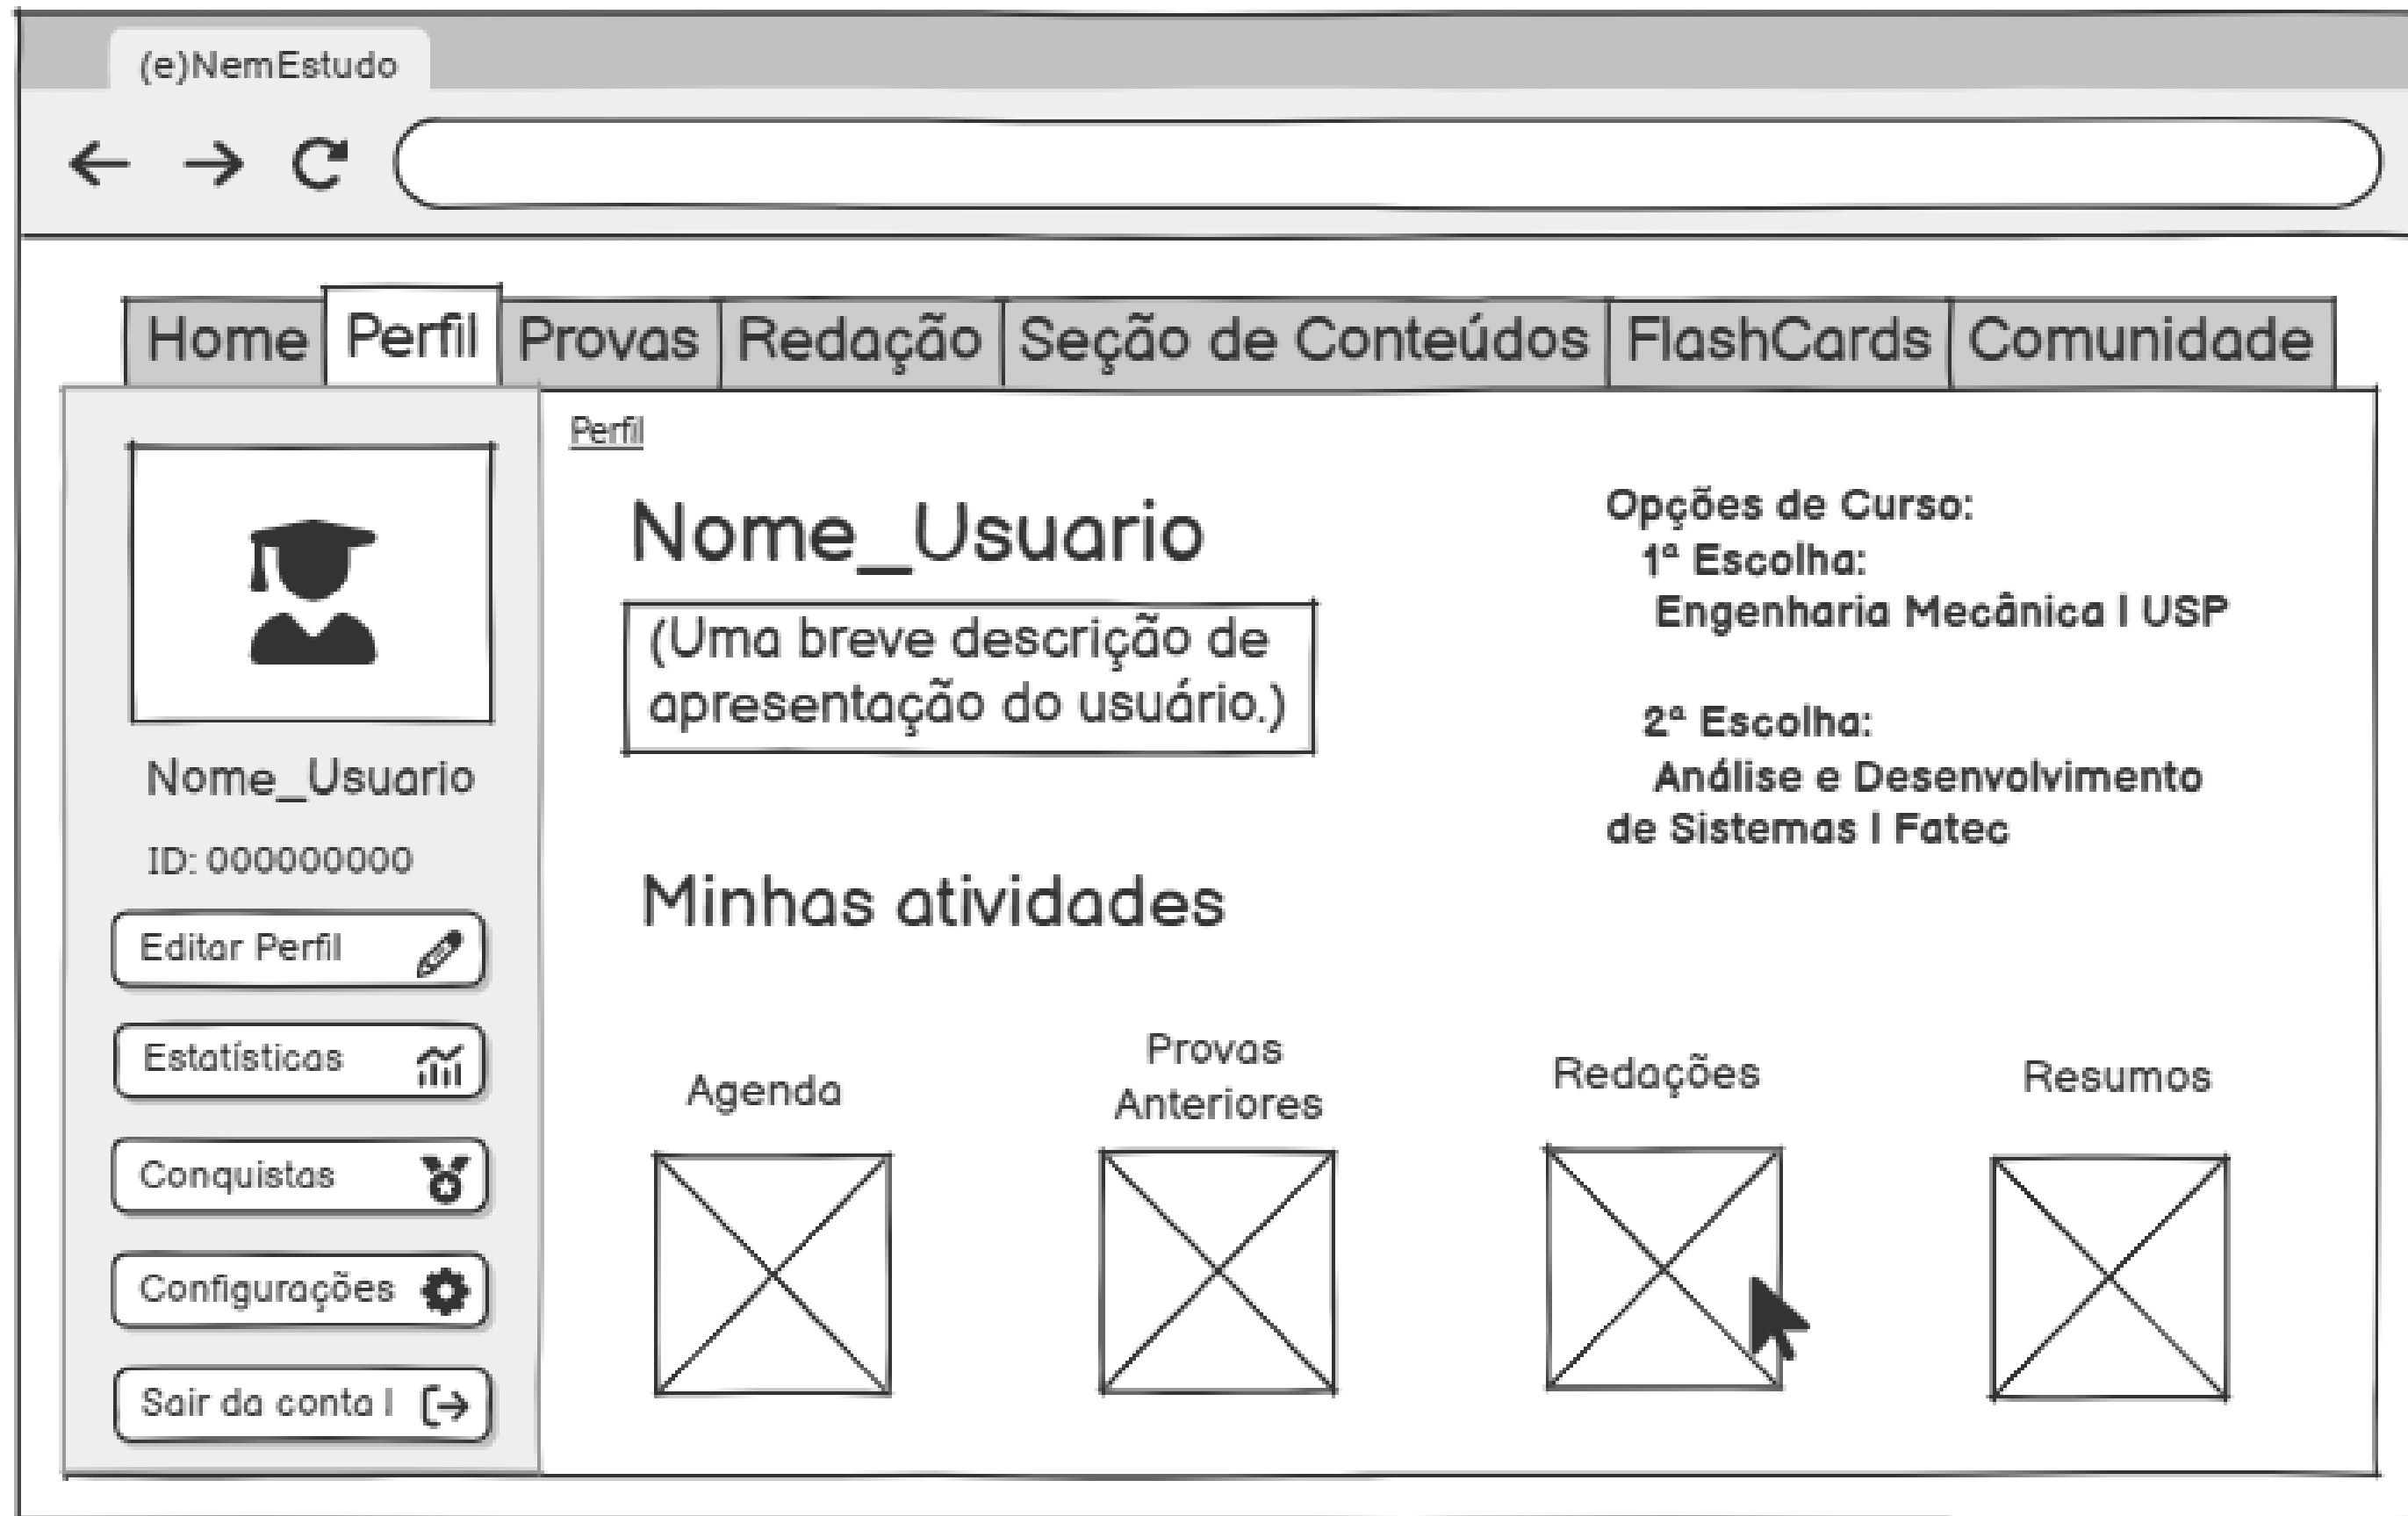 (e)NemEstudo
Home Perfil Provas Redação Seção de Conteúdos FlashCards Comunidade
Nome_Usuario
ID: 000000000
Editar Perfil
Estatísticas
Conquistas
Configurações
Sair da conta |
Perfil
Nome_Usuario
(Uma breve descrição de
apresentação do usuário.)
Opções de Curso:
1ª Escolha:
Engenharia Mecânica | USP
2ª Escolha:
Análise e Desenvolvimento
de Sistemas | Fatec
Minhas atividades
Agenda
Provas
Anteriores
Redações
Resumos